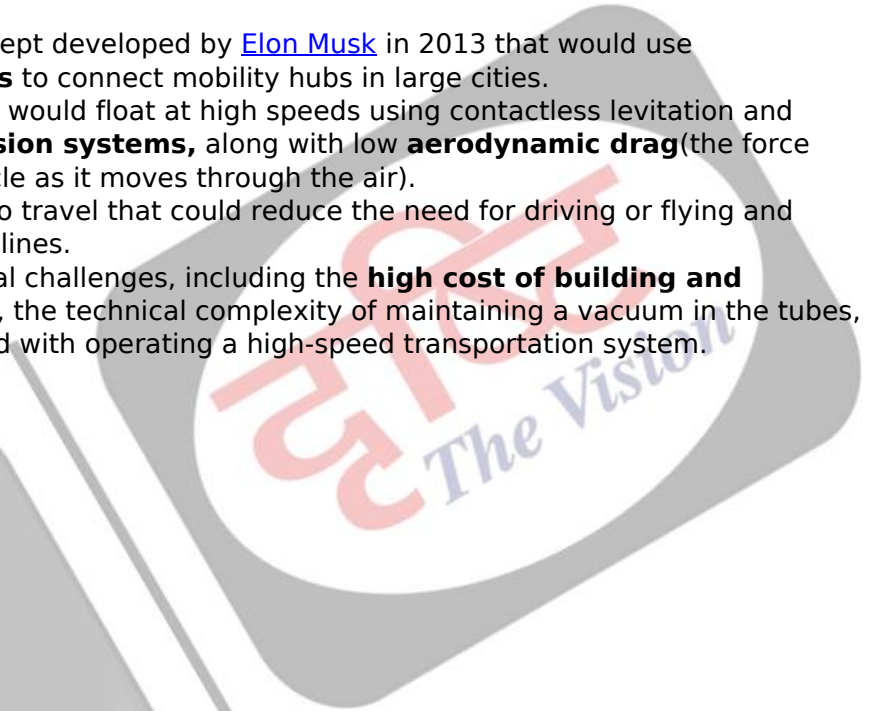 ept developed by Elon Musk in 2013 that would use
s to connect mobility hubs in large cities.
would float at high speeds using contactless levitation and
sion systems, along with low aerodynamic drag(the force
le as it moves through the air).
o travel that could reduce the need for driving or flying and
lines.
al challenges, including the high cost of building and
, the technical complexity of maintaining a vacuum in the tubes,
d with operating a high-speed transportation system.
दृष्टि
The Vision